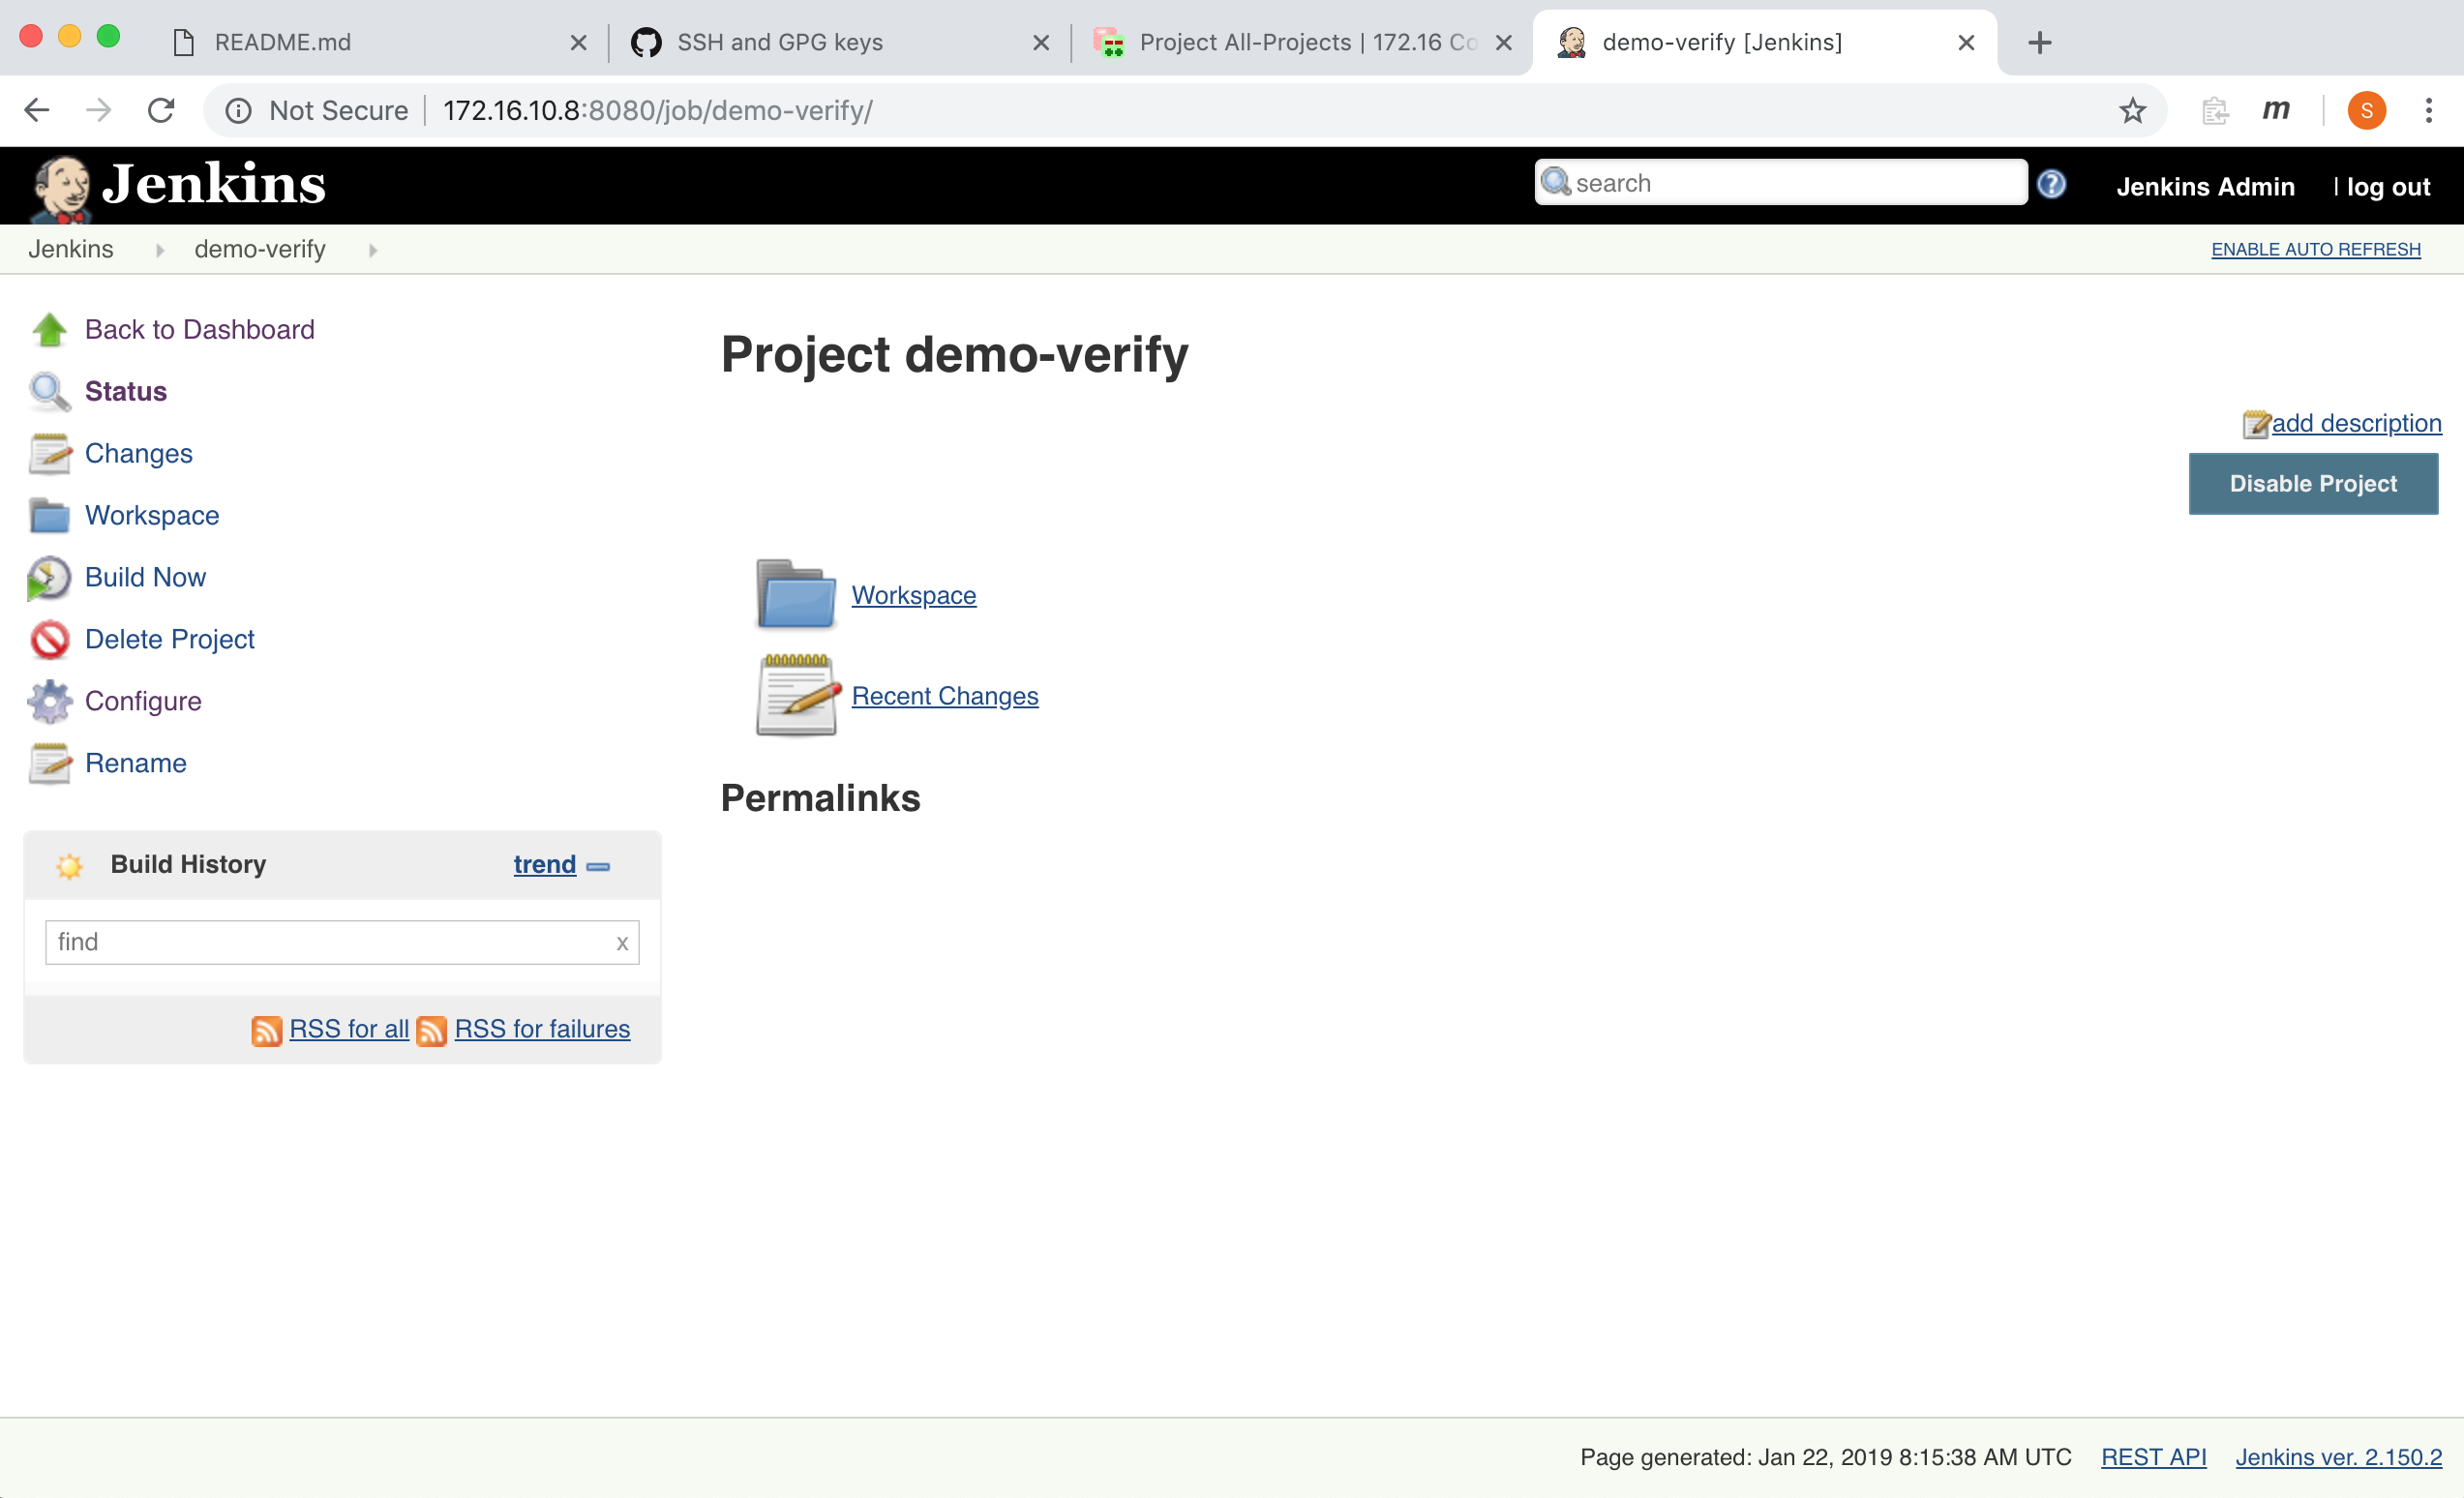 README.md
SSH and GPG keys
Project All-Projects | 172.16 Co
demo-verify [Jenkins]
Not Secure
172.16.10.8:8080/job/demo-verify/
m
S
Jenkins
search
?
Jenkins Admin
| log out
Jenkins
demo-verify
ENABLE AUTO REFRESH
Back to Dashboard
Status
Changes
Workspace
Build Now
Delete Project
Configure
Rename
Project demo-verify
add description
Disable Project
Workspace
Recent Changes
Permalinks
Build History
trend
find
x
RSS for all
RSS for failures
Page generated: Jan 22, 2019 8:15:38 AM UTC
REST API
Jenkins ver. 2.150.2